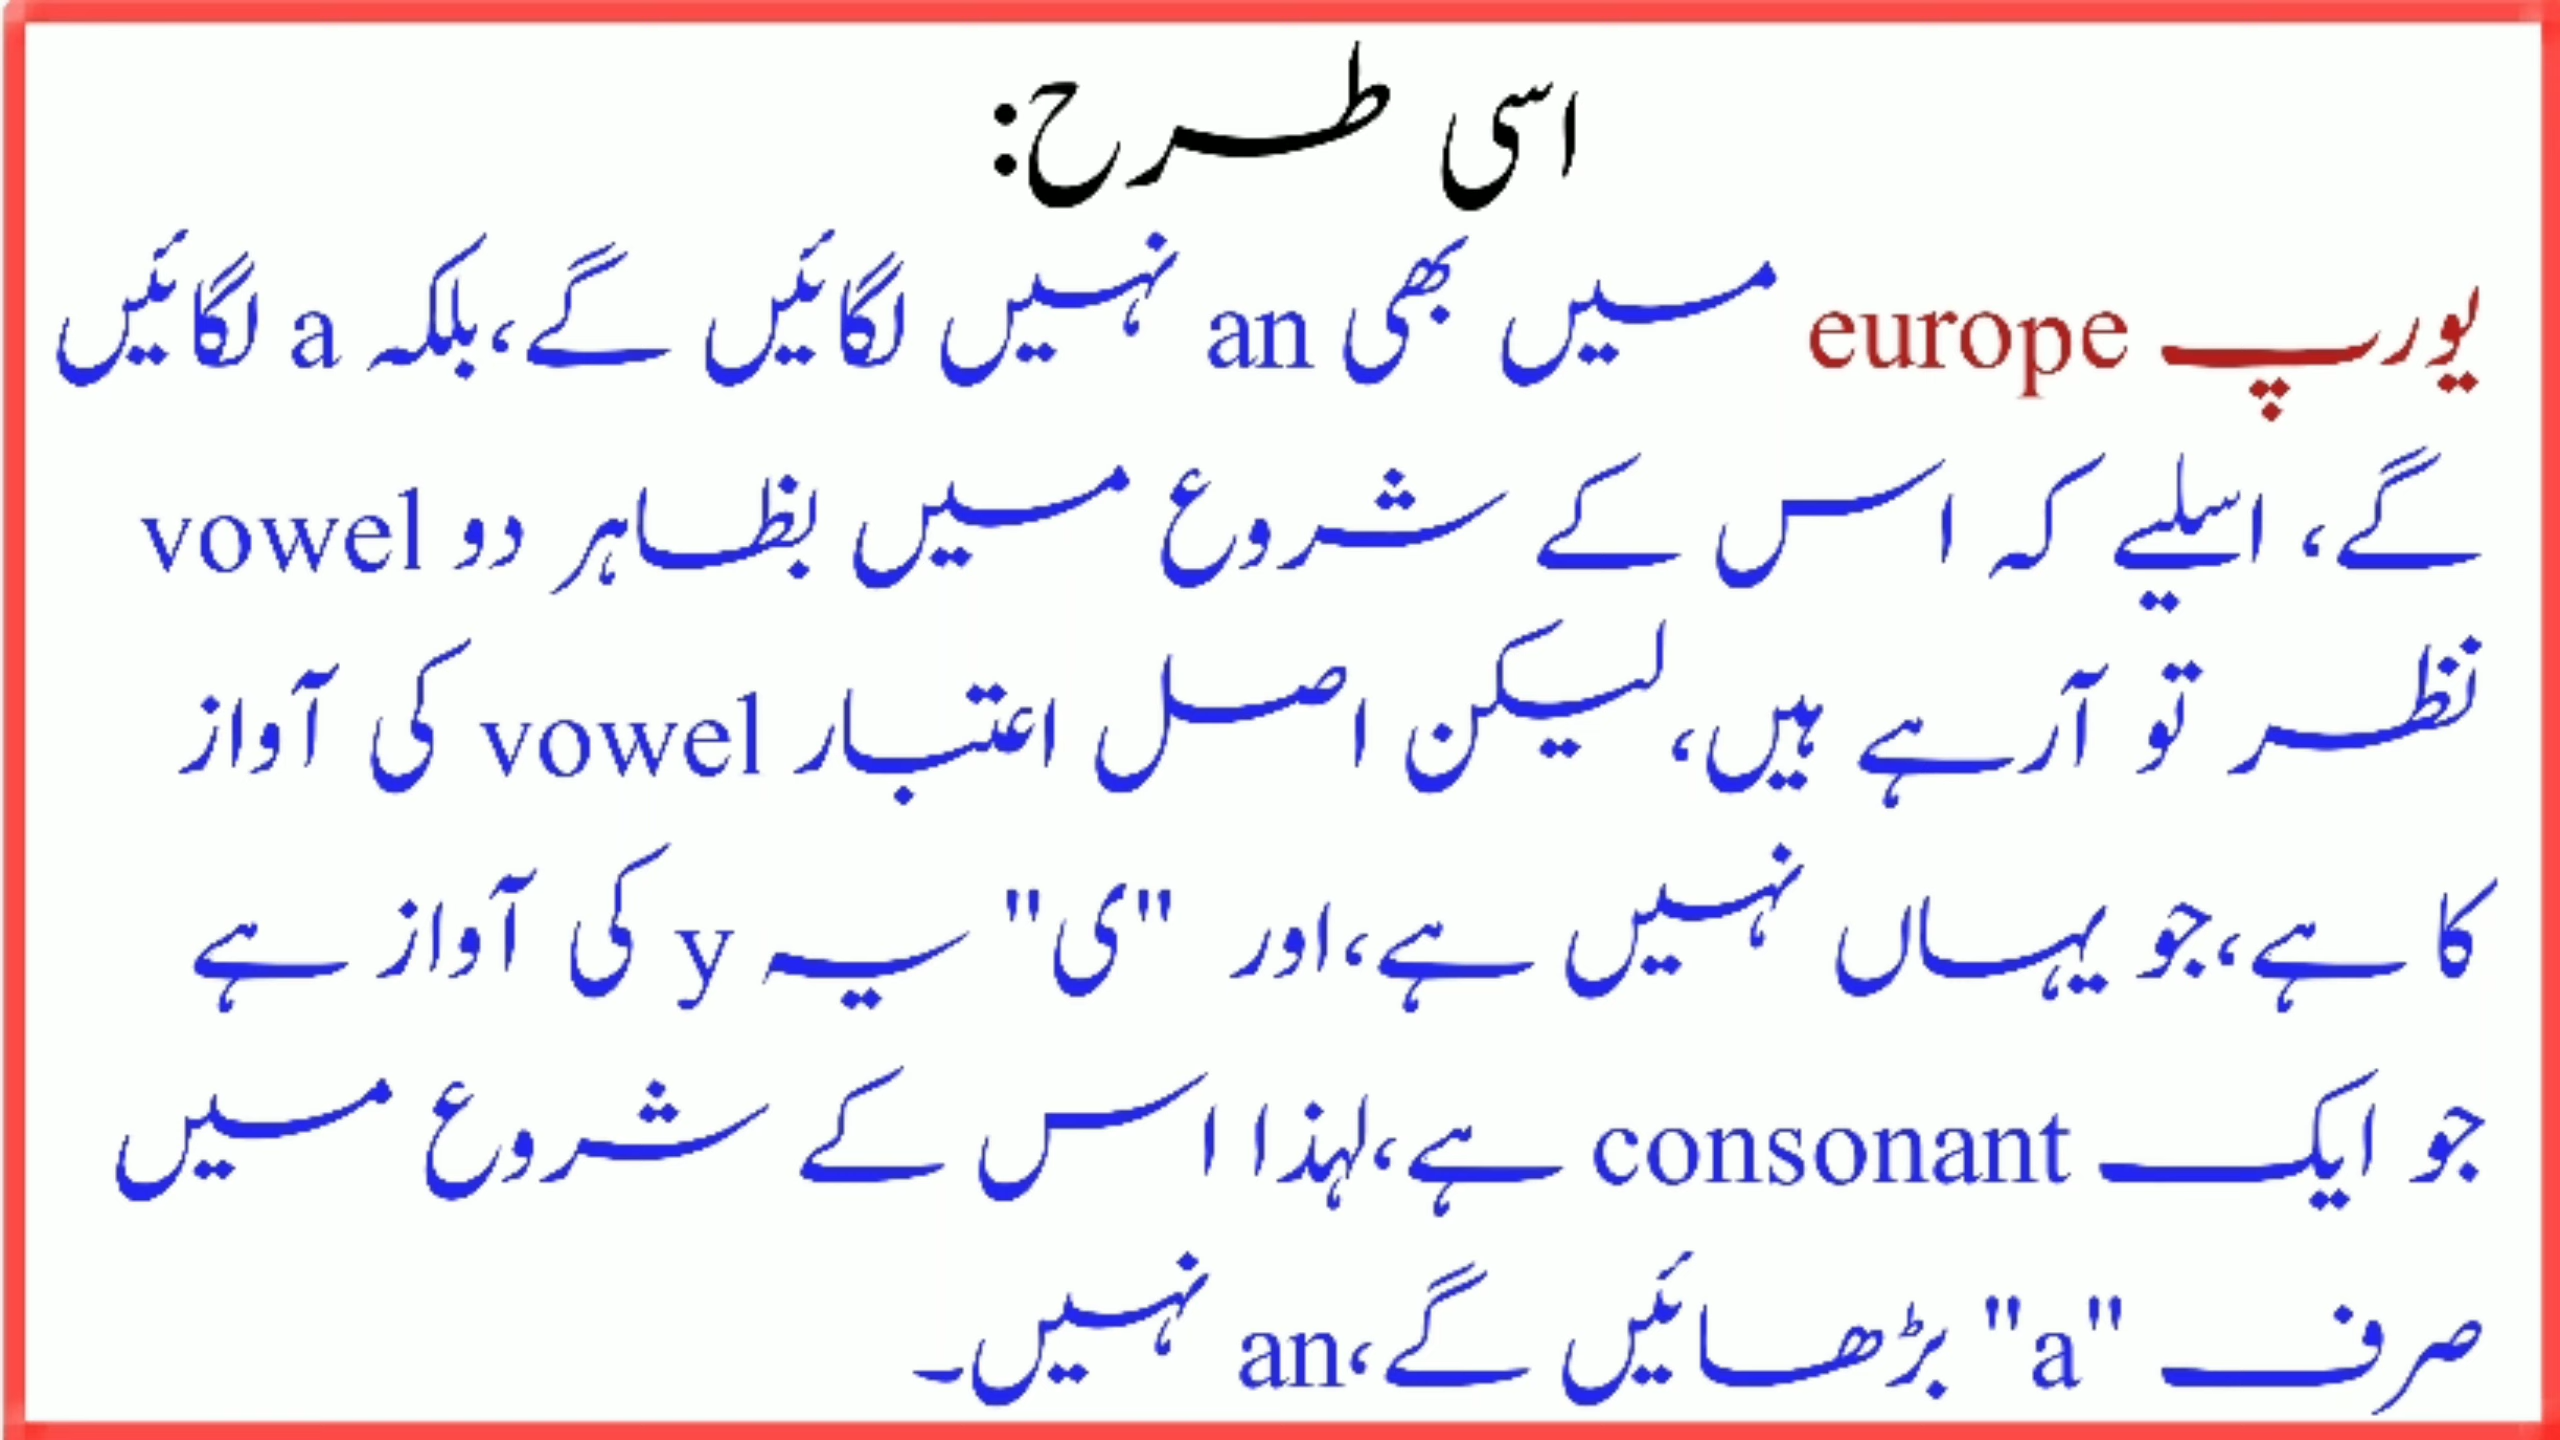 اسی طرح:
یورپ europe میں بھی an نہیں لگائیں گے،بلکہ a لگائیں
گے، اسلیے کہ اس کے شروع میں بظاہر دو vowel
نظر تو آرہے ہیں،لیکن اصل اعتبار vowel کی آواز
کا ہے،جو یہاں نہیں ہے،اور "ی" یہ y کی آواز ہے
جو ایک consonant ہے،لہذا اس کے شروع میں
صرف "a" بڑھائیں گے،an نہیں۔